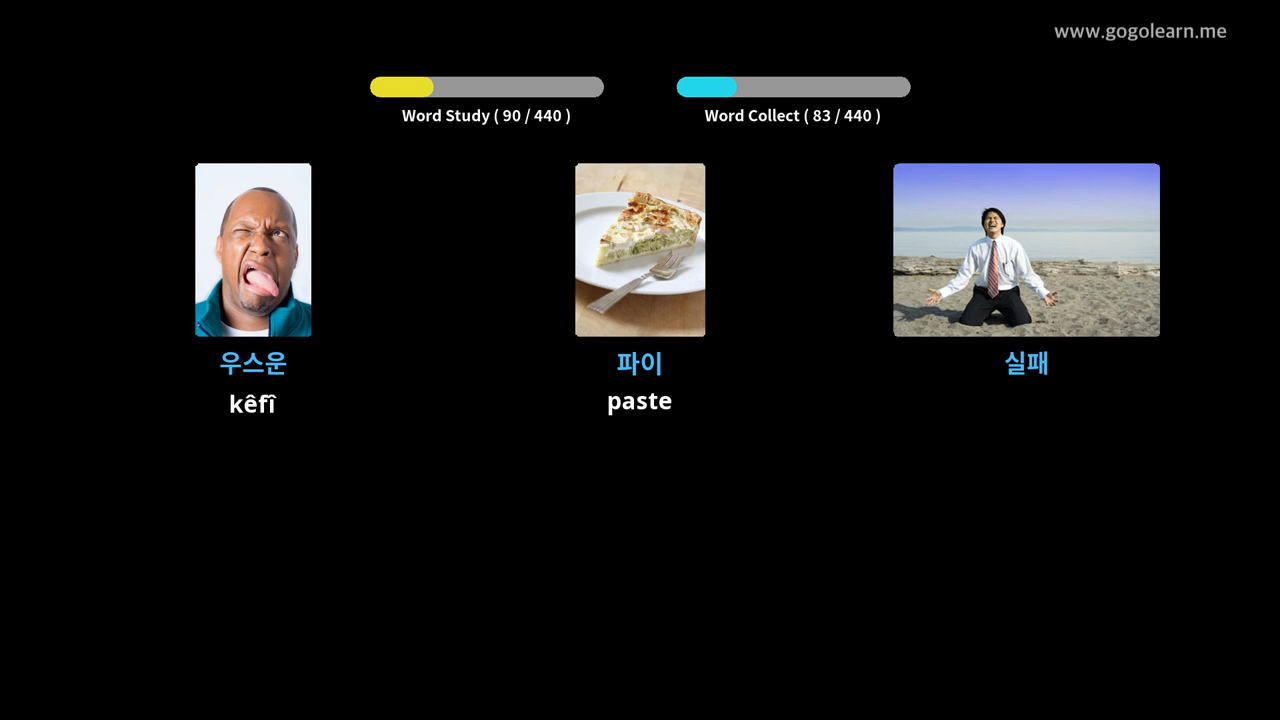 www.gogolearn.me
Word Study ( 90 / 440 )
Word Collect ( 83 / 440 )
우스운
파이
실패
kêfî
paste